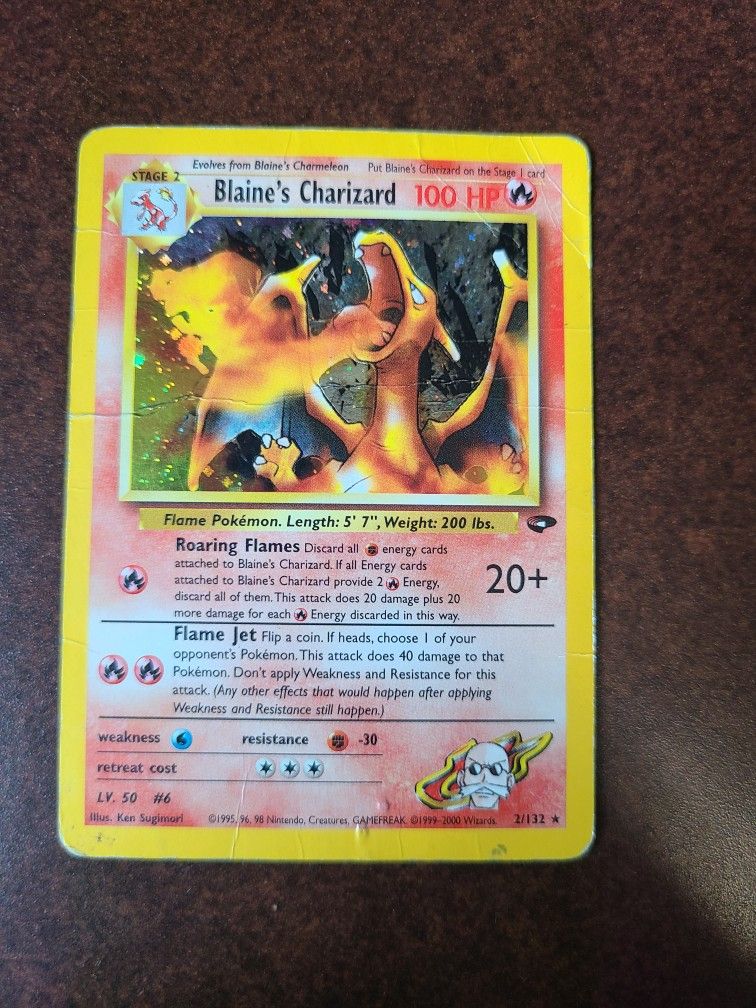 Evolves from Blaine's Charmeleon Put Blaine's Charizard on the Stage 1 card
STAGE 2
Blaine's Charizard 100 HP
Flame Pokémon. Length: 5' 7", Weight: 200 lbs.
Roaring Flames Discard all energy cards
attached to Blaine's Charizard. If all Energy cards
attached to Blaine's Charizard provide 2 Energy,
discard all of them. This attack does 20 damage plus 20
more damage for each Energy discarded in this way.
20+
Flame Jet Flip a coin. If heads, choose 1 of your
opponent's Pokémon. This attack does 40 damage to that
Pokémon. Don't apply Weakness and Resistance for this
attack. (Any other effects that would happen after applying
Weakness and Resistance still happen.)
weakness resistance -30
retreat cost
LV. 50 #6
Illus. Ken Sugimori ©1995, 96, 98 Nintendo, Creatures, GAMEFREAK. ©1999-2000 Wizards. 2/132 ★